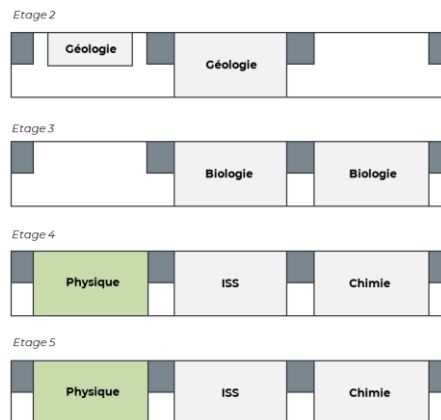 Etage 2
Géologie
Géologie
Etage 3
Biologie
Biologie
Etage 4
Physique
ISS
Chimie
Etage 5
Physique
ISS
Chimie